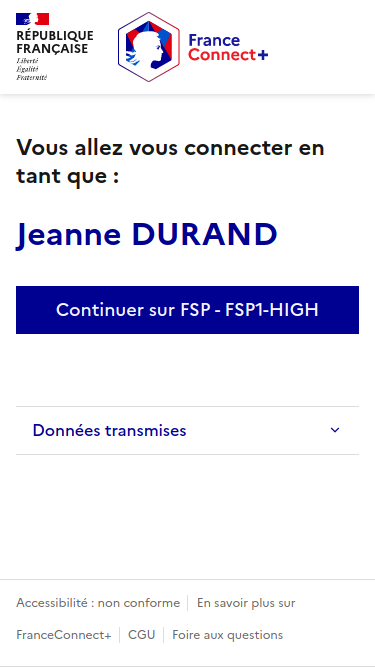 RÉPUBLIQUE
FRANÇAISE
Liberté
Égalité
Fraternité
France
Connect+
Vous allez vous connecter en
tant que :
Jeanne DURAND
Continuer sur FSP - FSP1-HIGH
Données transmises
Accessibilité : non conforme
En savoir plus sur
FranceConnect+
CGU
Foire aux questions